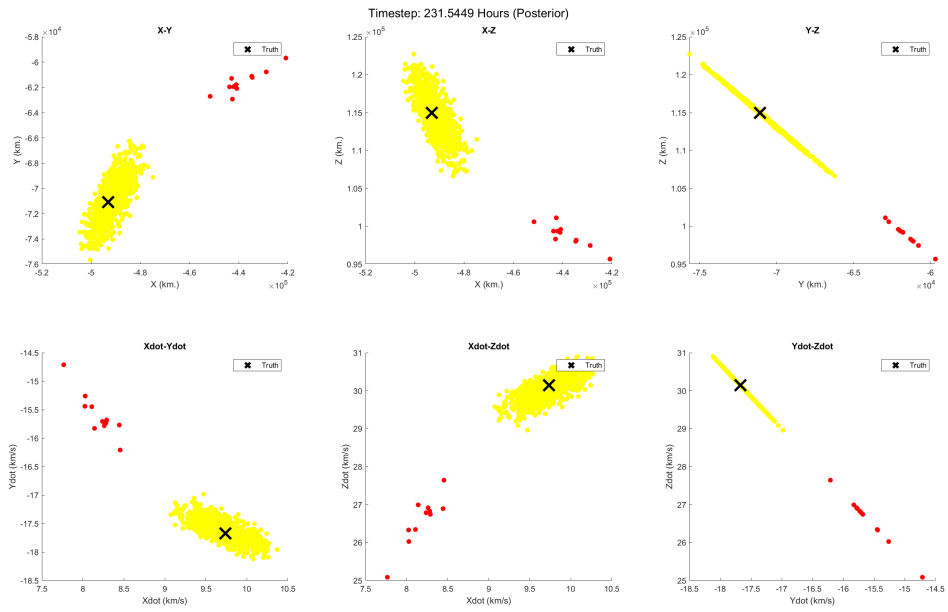 Timestep: 231.5449 Hours (Posterior)
X-Y
Truth
-5.8
×10⁴
-6
-6.2
-6.4
-6.6
-6.8
-7
-7.2
-7.4
-7.6
Y (km.)
-5.2 -5 -4.8 -4.6 -4.4 -4.2
X (km.)
×10⁵
X-Z
Truth
1.25
×10⁵
1.2
1.15
1.1
1.05
1
0.95
Z (km.)
-5.2 -5 -4.8 -4.6 -4.4 -4.2
X (km.)
×10⁵
Y-Z
Truth
1.25
×10⁵
1.2
1.15
1.1
1.05
1
0.95
Z (km.)
-7.5 -7 -6.5 -6
Y (km.)
×10⁴
Xdot-Ydot
Truth
-14.5
-15
-15.5
-16
-16.5
-17
-17.5
-18
-18.5
Ydot (km/s)
7.5 8 8.5 9 9.5 10 10.5
Xdot (km/s)
Xdot-Zdot
Truth
31
30
29
28
27
26
25
Zdot (km/s)
7.5 8 8.5 9 9.5 10 10.5
Xdot (km/s)
Ydot-Zdot
Truth
31
30
29
28
27
26
25
Zdot (km/s)
-18.5 -18 -17.5 -17 -16.5 -16 -15.5 -15 -14.5
Ydot (km/s)